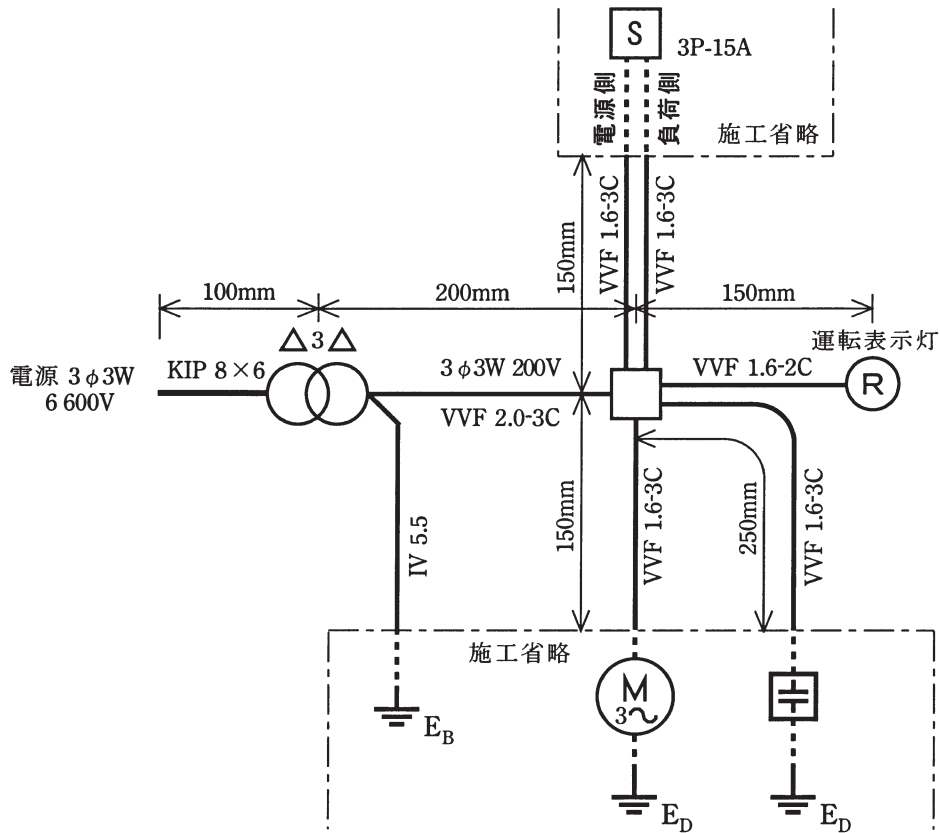 S
3P-15A
電源側
負荷側
施工省略
VVF 1.6-3C
VVF 1.6-3C
150mm
100mm
200mm
150mm
△ 3 △
運転表示灯
電源 3φ3W
6 600V
KIP 8×6
3φ3W 200V
VVF 2.0-3C
VVF 1.6-2C
R
IV 5.5
150mm
VVF 1.6-3C
250mm
VVF 1.6-3C
施工省略
M
3～
EB
ED
ED